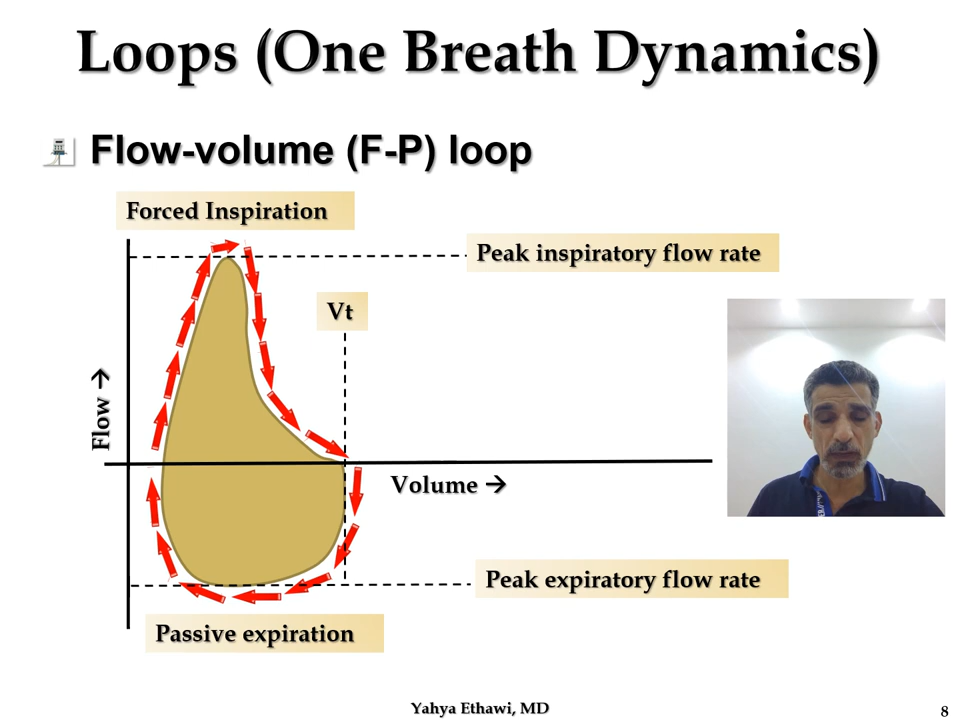 Loops (One Breath Dynamics)
Flow-volume (F-P) loop
Forced Inspiration
Peak inspiratory flow rate
Vt
Flow →
Volume →
Peak expiratory flow rate
Passive expiration
Yahya Ethawi, MD
8